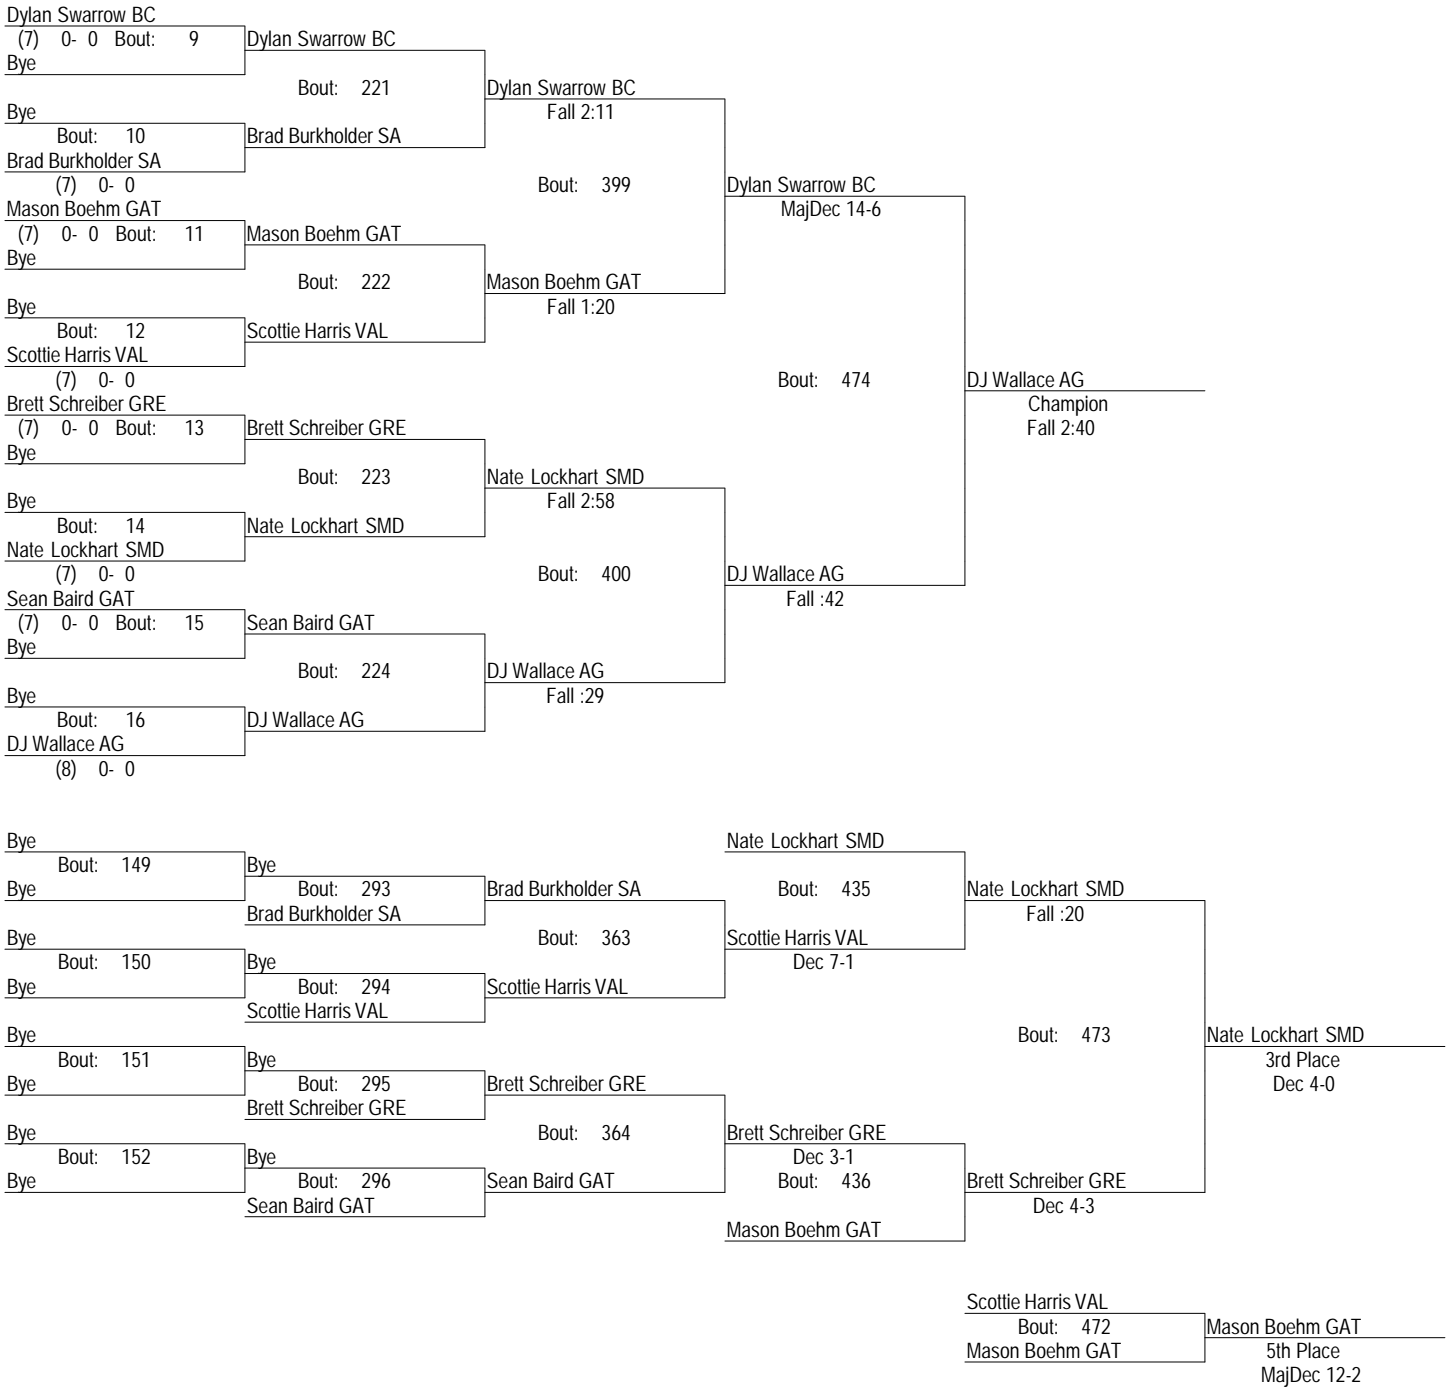 Dylan Swarrow BC
(7) 0- 0 Bout: 9 Dylan Swarrow BC
Bye
Bout: 221 Dylan Swarrow BC
Bye Fall 2:11
Bout: 10 Brad Burkholder SA
Brad Burkholder SA
(7) 0- 0 Bout: 399 Dylan Swarrow BC
Mason Boehm GAT MajDec 14-6
(7) 0- 0 Bout: 11 Mason Boehm GAT
Bye
Bout: 222 Mason Boehm GAT
Bye Fall 1:20
Bout: 12 Scottie Harris VAL
Scottie Harris VAL
(7) 0- 0 Bout: 474 DJ Wallace AG
Brett Schreiber GRE Champion
(7) 0- 0 Bout: 13 Brett Schreiber GRE Fall 2:40
Bye
Bout: 223 Nate Lockhart SMD
Bye Fall 2:58
Bout: 14 Nate Lockhart SMD
Nate Lockhart SMD
(7) 0- 0 Bout: 400 DJ Wallace AG
Sean Baird GAT Fall :42
(7) 0- 0 Bout: 15 Sean Baird GAT
Bye
Bout: 224 DJ Wallace AG
Bye Fall :29
Bout: 16 DJ Wallace AG
DJ Wallace AG
(8) 0- 0
Bye Nate Lockhart SMD
Bout: 149 Bye
Bye Bout: 293 Brad Burkholder SA Bout: 435 Nate Lockhart SMD
Brad Burkholder SA Fall :20
Bye Bout: 363 Scottie Harris VAL
Bout: 150 Bye Dec 7-1
Bye Bout: 294 Scottie Harris VAL
Scottie Harris VAL
Bye Bout: 473 Nate Lockhart SMD
Bout: 151 Bye 3rd Place
Bye Bout: 295 Brett Schreiber GRE Dec 4-0
Brett Schreiber GRE
Bye Bout: 364 Brett Schreiber GRE
Bout: 152 Bye Dec 3-1
Bye Bout: 296 Sean Baird GAT Bout: 436 Brett Schreiber GRE
Sean Baird GAT Dec 4-3
Mason Boehm GAT
Scottie Harris VAL
Bout: 472 Mason Boehm GAT
Mason Boehm GAT 5th Place
MajDec 12-2